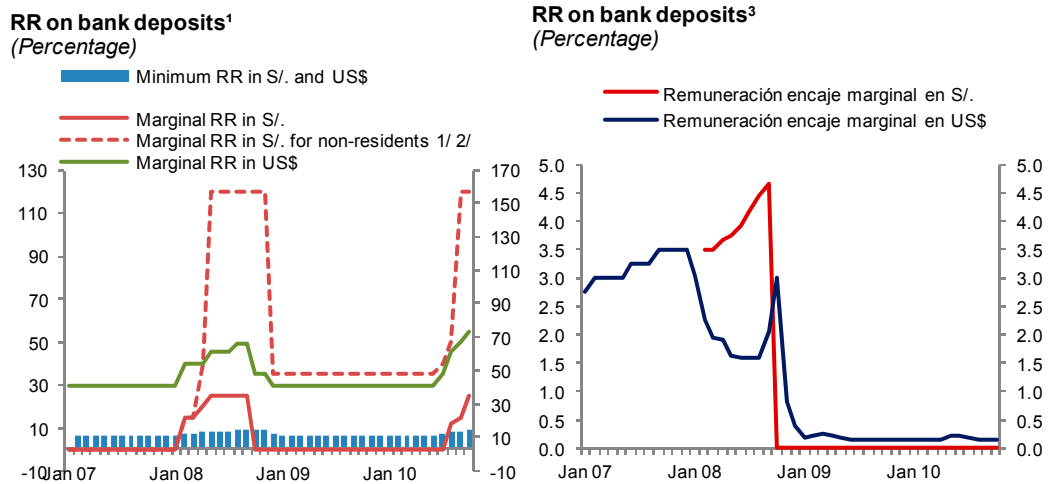 RR on bank deposits¹
(Percentage)
Minimum RR in S/. and US$
Marginal RR in S/.
Marginal RR in S/. for non-residents 1/ 2/
Marginal RR in US$
130
110
90
70
50
30
10
-10
170
150
130
110
90
70
50
30
10
-10
Jan 07
Jan 08
Jan 09
Jan 10
RR on bank deposits³
(Percentage)
Remuneración encaje marginal en S/.
Remuneración encaje marginal en US$
5.0
4.5
4.0
3.5
3.0
2.5
2.0
1.5
1.0
0.5
0.0
5.0
4.5
4.0
3.5
3.0
2.5
2.0
1.5
1.0
0.5
0.0
Jan 07
Jan 08
Jan 09
Jan 10